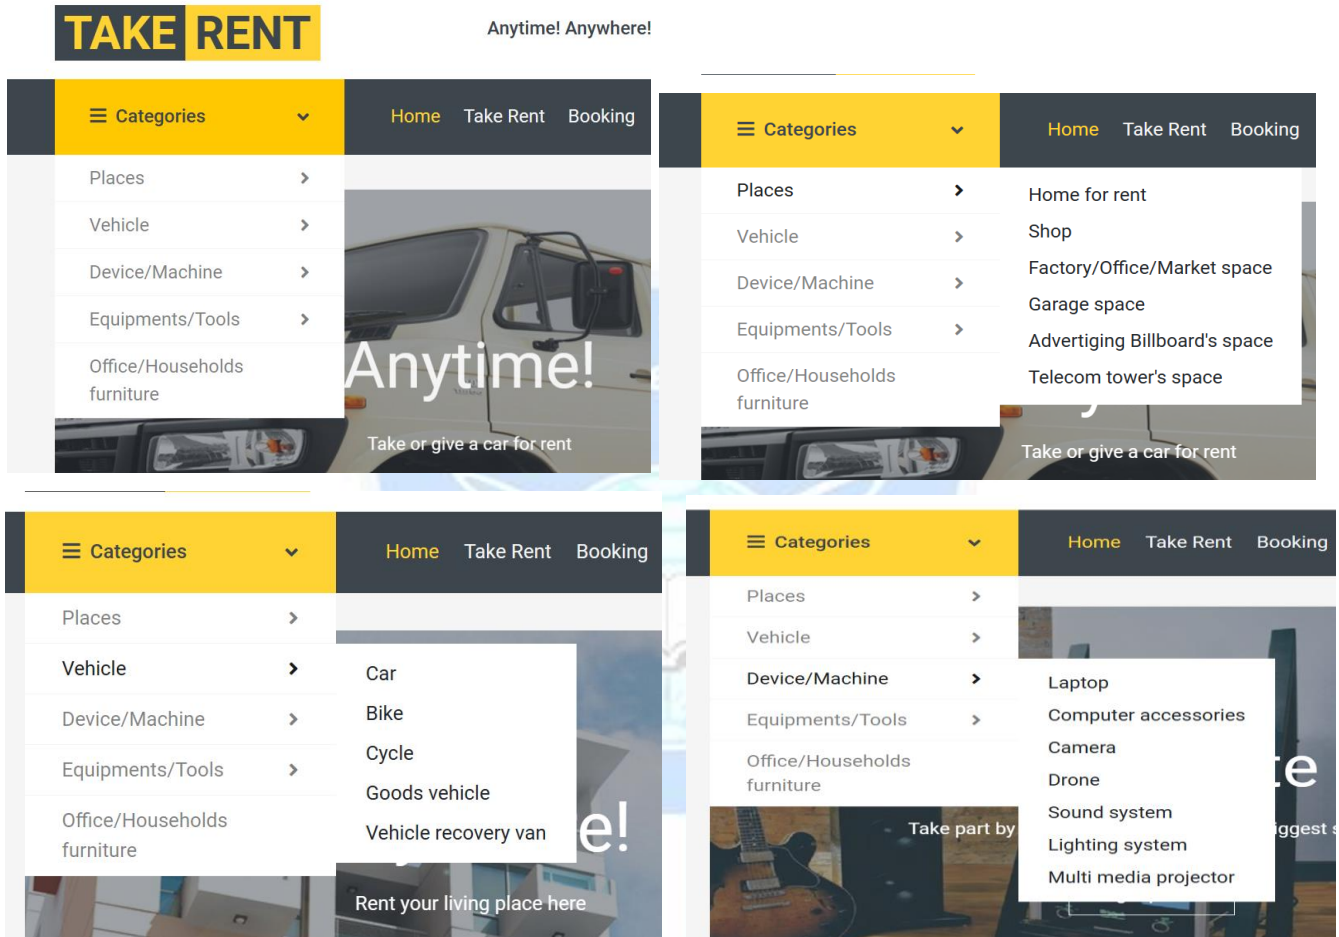 TAKE RENT
Anytime! Anywhere!
Categories
Home Take Rent Booking
Places
Vehicle
Device/Machine
Equipments/Tools
Office/Households
furniture
Anytime!
Take or give a car for rent
Categories
Home Take Rent Booking
Places
Vehicle
Device/Machine
Equipments/Tools
Office/Households
furniture
Home for rent
Shop
Factory/Office/Market space
Garage space
Advertiging Billboard's space
Telecom tower's space
Take or give a car for rent
Categories
Home Take Rent Booking
Places
Vehicle
Device/Machine
Equipments/Tools
Office/Households
furniture
Car
Bike
Cycle
Goods vehicle
Vehicle recovery van
e!
Rent your living place here
Categories
Home Take Rent Booking
Places
Vehicle
Device/Machine
Equipments/Tools
Office/Households
furniture
Laptop
Computer accessories
Camera
Drone
Sound system
Lighting system
Multi media projector
te
Take part by
iggest s